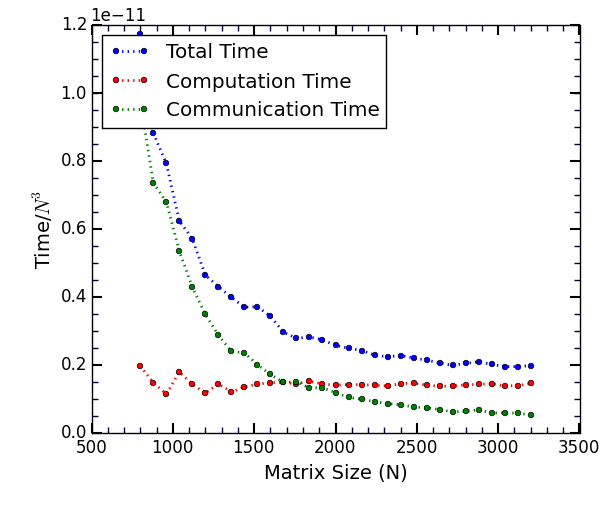 1e−11
1.2
1.0
0.8
0.6
0.4
0.2
0.0
Time/N³
Total Time
Computation Time
Communication Time
500 1000 1500 2000 2500 3000 3500
Matrix Size (N)